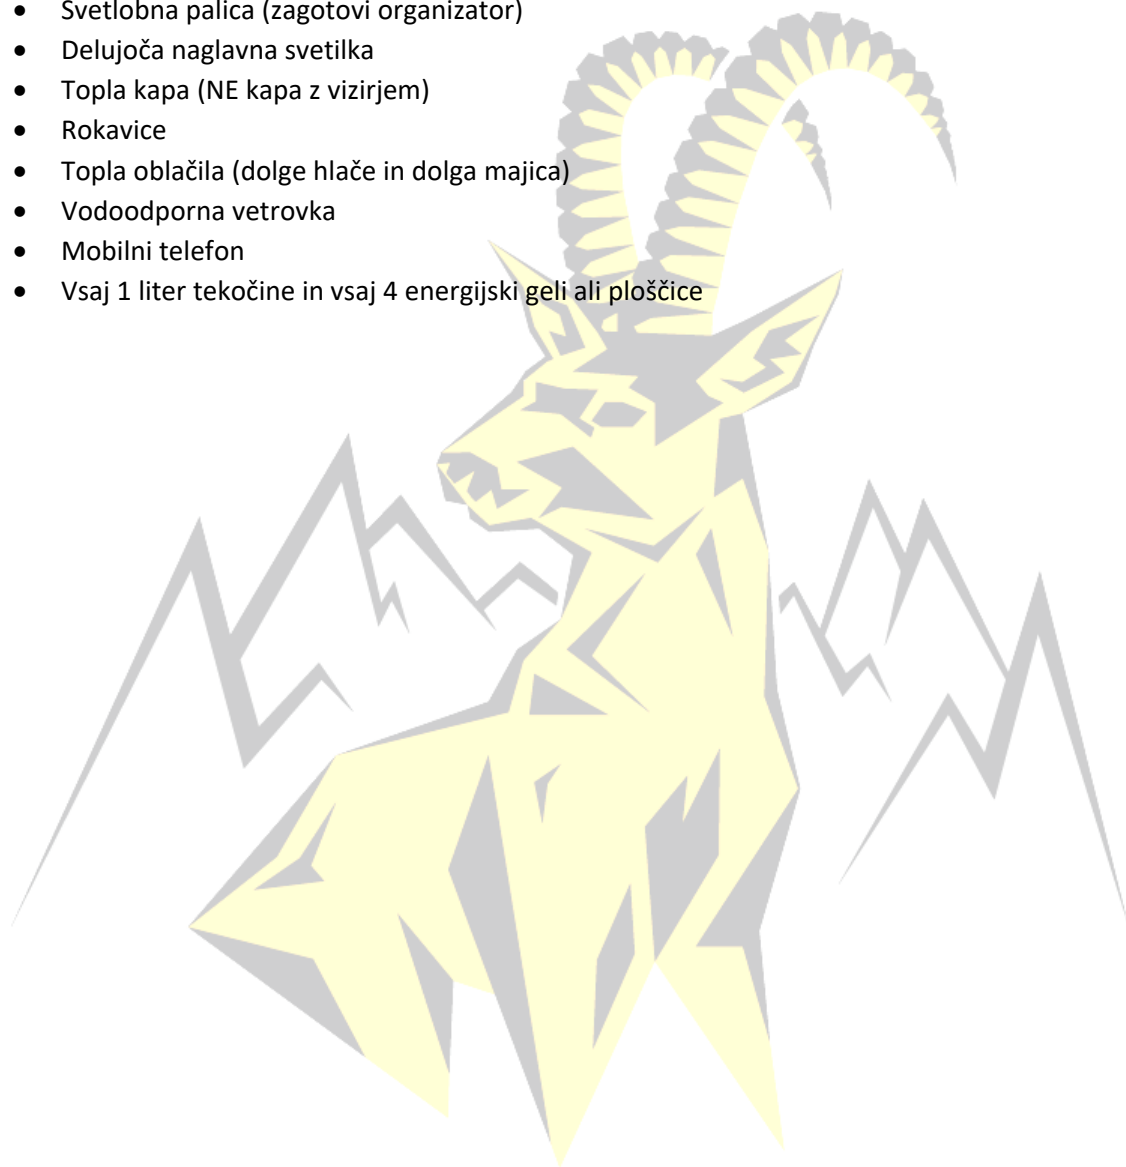 • Svetlobna palica (zagotovi organizator)
• Delujoča naglavna svetilka
• Topla kapa (NE kapa z vizirjem)
• Rokavice
• Topla oblačila (dolge hlače in dolga majica)
• Vodoodporna vetrovka
• Mobilni telefon
• Vsaj 1 liter tekočine in vsaj 4 energijski geli ali ploščice